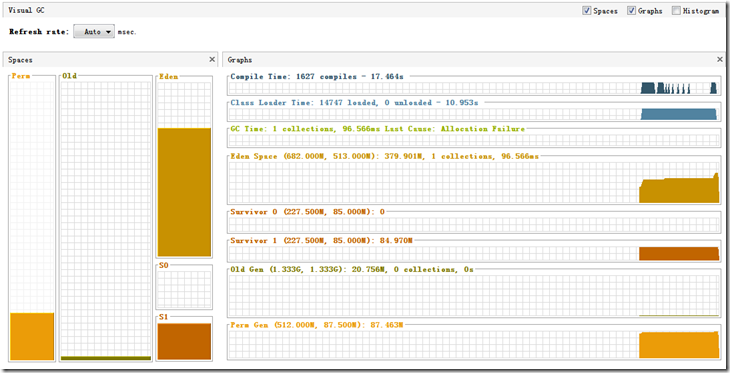 Visual GC
Spaces Graphs Histogram
Refresh rate: Auto msec.
Spaces
Graphs
Perm
Old
Eden
S0
S1
Compile Time: 1627 compiles - 17.464s
Class Loader Time: 14747 loaded, 0 unloaded - 10.953s
GC Time: 1 collections, 96.566ms Last Cause: Allocation Failure
Eden Space (682.000M, 513.000M): 379.901M, 1 collections, 96.566ms
Survivor 0 (227.500M, 85.000M): 0
Survivor 1 (227.500M, 85.000M): 84.970M
Old Gen (1.333G, 1.333G): 20.756M, 0 collections, 0s
Perm Gen (512.000M, 87.500M): 87.463M